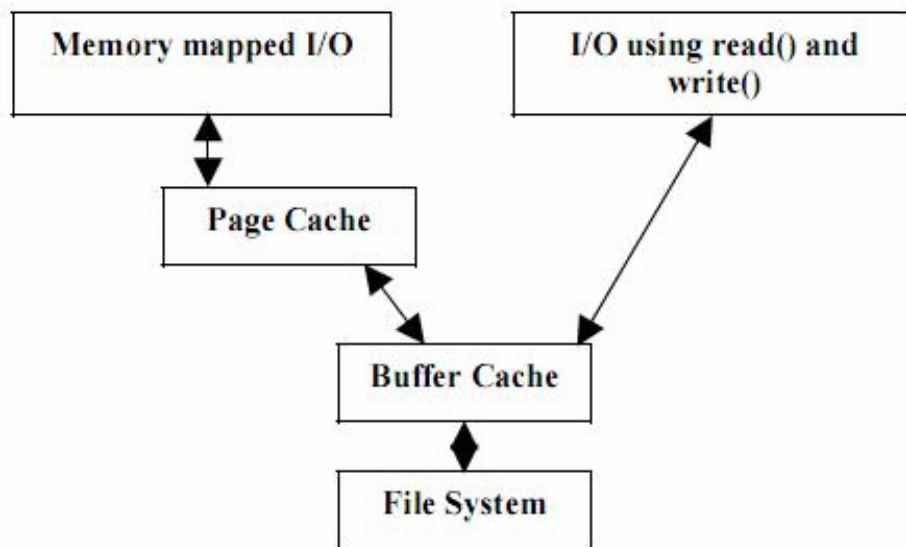 Memory mapped I/O
I/O using read() and
write()
Page Cache
Buffer Cache
File System